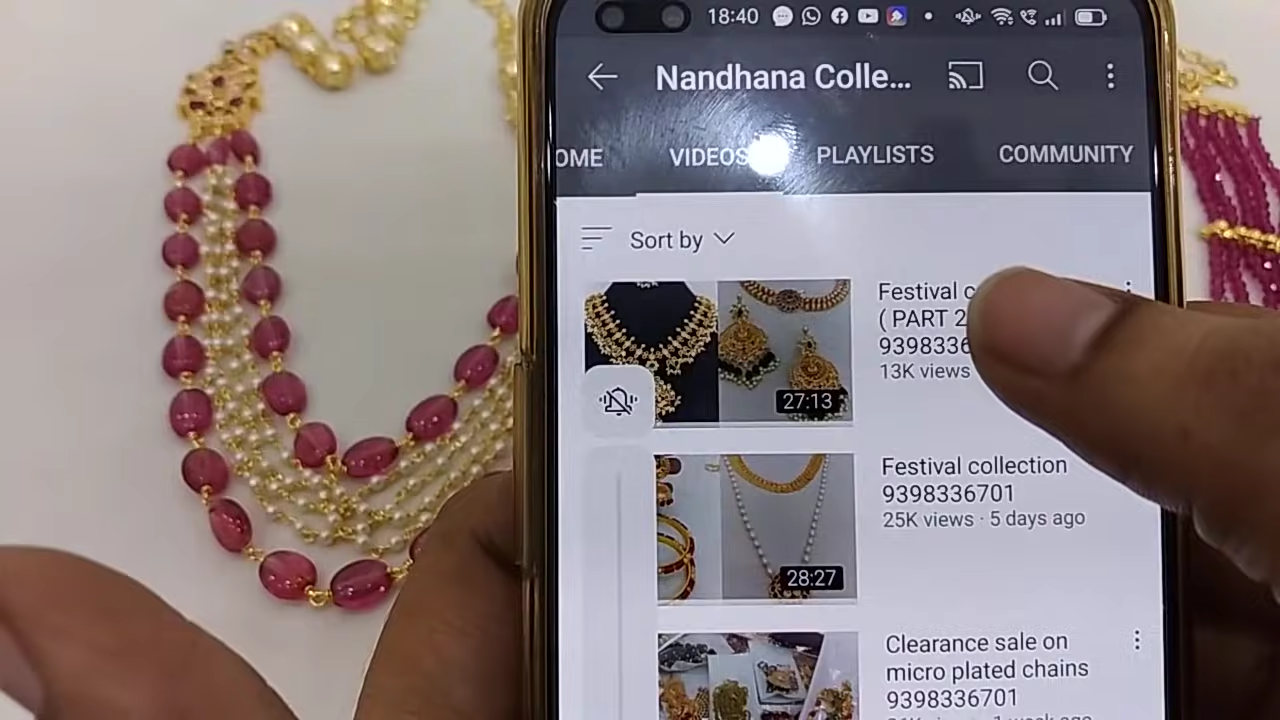 18:40
Nandhana Colle...
OME VIDEOS PLAYLISTS COMMUNITY
Sort by
Festival c
( PART 2
9398336
13K views
27:13
Festival collection
9398336701
25K views · 5 days ago
28:27
Clearance sale on
micro plated chains
9398336701